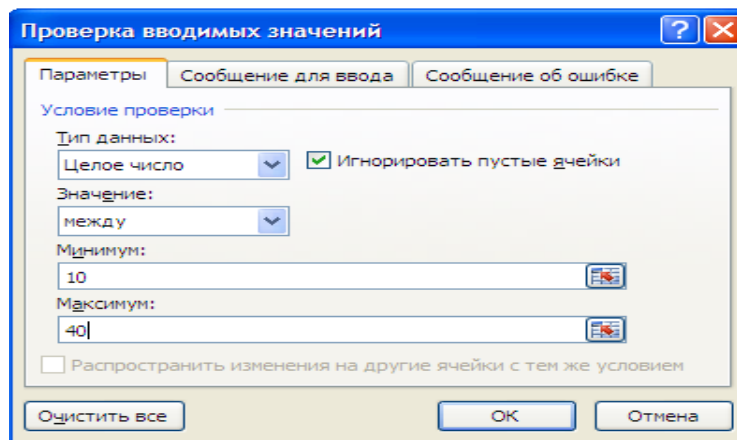 Проверка вводимых значений
Параметры Сообщение для ввода Сообщение об ошибке
Условие проверки
Тип данных:
Целое число Игнорировать пустые ячейки
Значение:
между
Минимум:
10
Максимум:
40
Распространить изменения на другие ячейки с тем же условием
Очистить все ОК Отмена